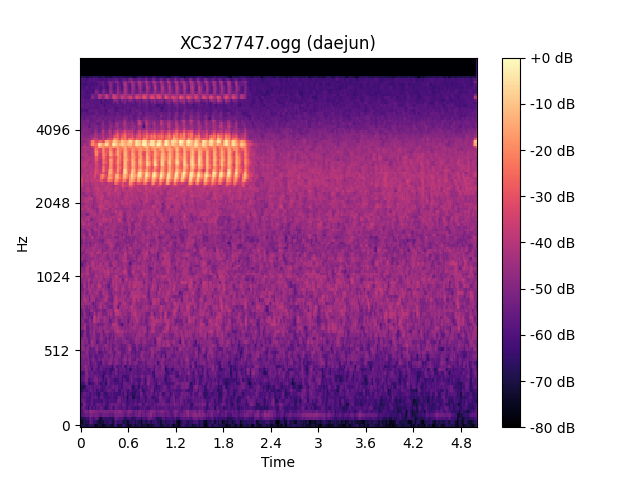 XC327747.ogg (daejun)
Hz
4096
2048
1024
512
0
0 0.6 1.2 1.8 2.4 3 3.6 4.2 4.8
Time
+0 dB
-10 dB
-20 dB
-30 dB
-40 dB
-50 dB
-60 dB
-70 dB
-80 dB